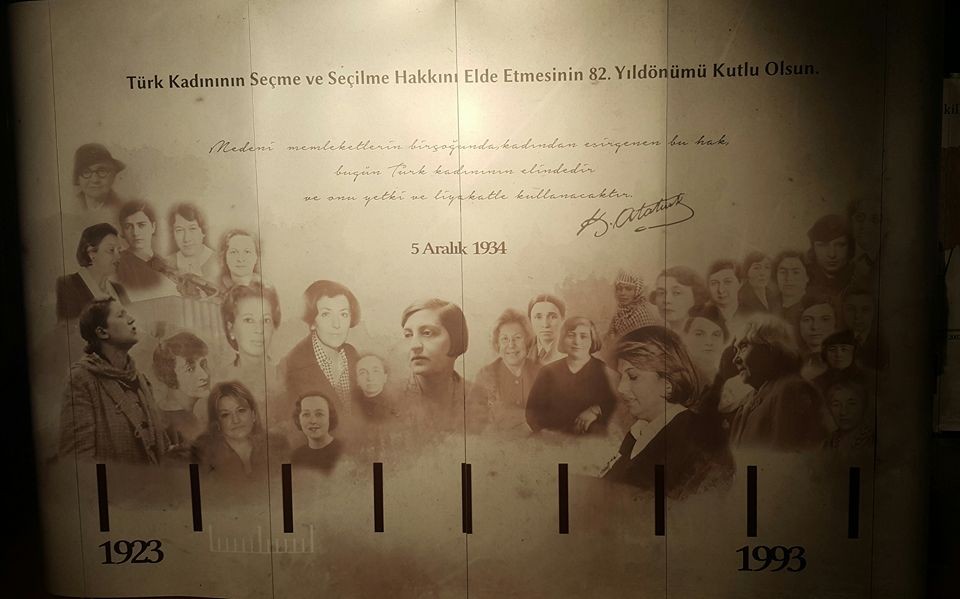 Türk Kadınının Seçme ve Seçilme Hakkını Elde Etmesinin 82. Yıldönümü Kutlu Olsun.
Medeni memleketlerin birçoğunda, kadından esirgenen bu hak,
bugün Türk kadınının elindedir
ve onu yetki ve liyakatle kullanacaktır.
K. Atatürk
5 Aralık 1934
1923
1993